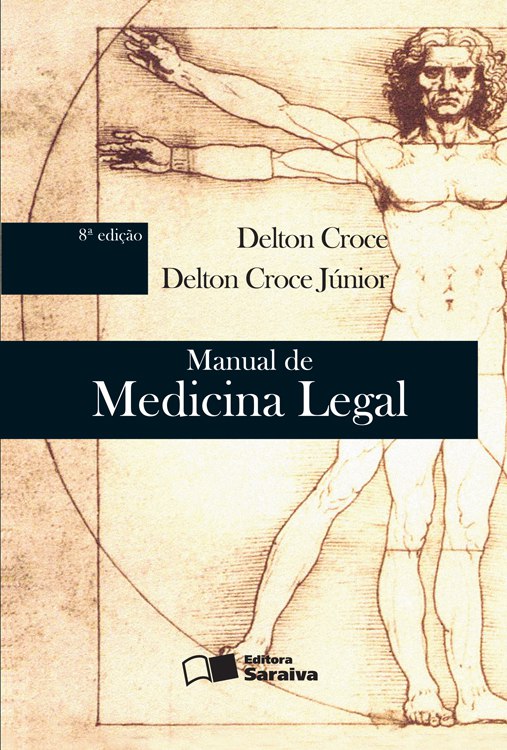 8ª edição
Delton Croce
Delton Croce Júnior
Manual de
Medicina Legal
Editora
Saraiva